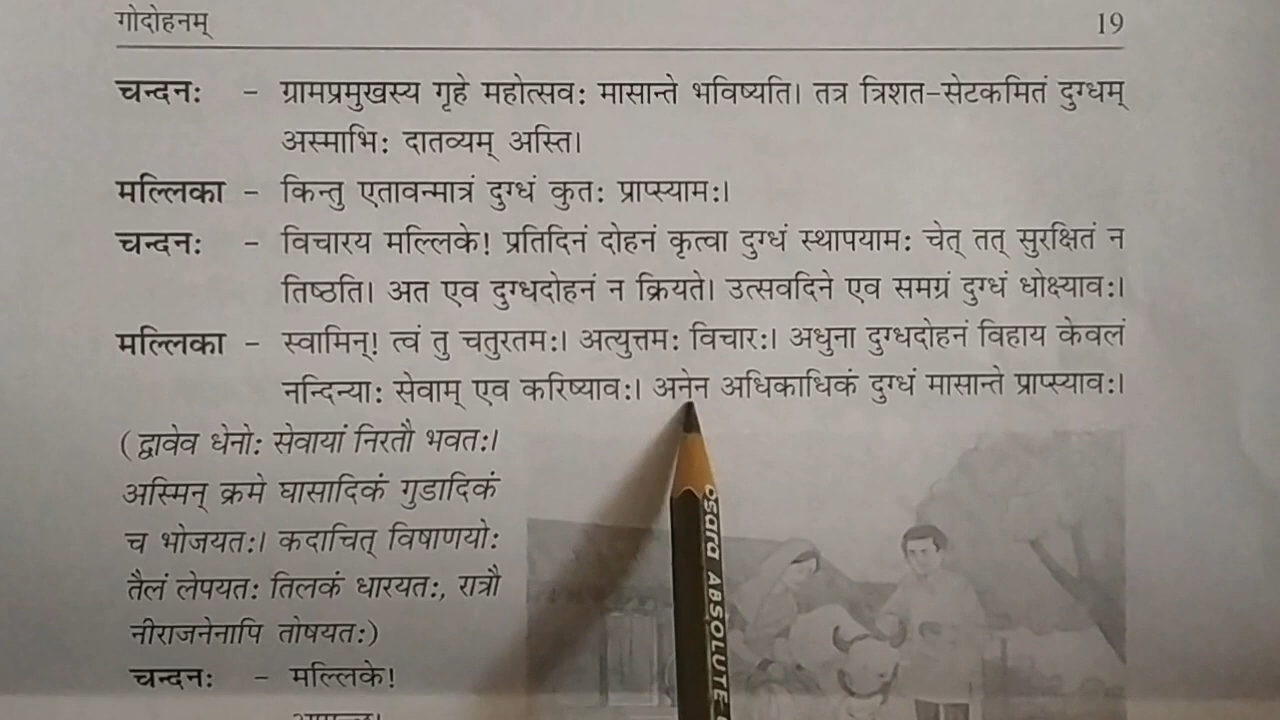 गोदोहनम् 19
चन्दनः - ग्रामप्रमुखस्य गृहे महोत्सवः मासान्ते भविष्यति। तत्र त्रिशत-सेटकमितं दुग्धम्
अस्माभिः दातव्यम् अस्ति।
मल्लिका - किन्तु एतावन्मात्रं दुग्धं कुतः प्राप्स्यामः।
चन्दनः - विचारय मल्लिके! प्रतिदिनं दोहनं कृत्वा दुग्धं स्थापयामः चेत् तत् सुरक्षितं न
तिष्ठति। अत एव दुग्धदोहनं न क्रियते। उत्सवदिने एव समग्रं दुग्धं धोक्ष्यावः।
मल्लिका - स्वामिन्! त्वं तु चतुरतमः। अत्युत्तमः विचारः। अधुना दुग्धदोहनं विहाय केवलं
नन्दिन्याः सेवाम् एव करिष्यावः। अनेन अधिकाधिकं दुग्धं मासान्ते प्राप्स्यावः।
(द्वावेव धेनोः सेवायां निरतौ भवतः।
अस्मिन् क्रमे घासादिकं गुडादिकं
च भोजयतः। कदाचित् विषाणयोः
तैलं लेपयतः तिलकं धारयतः, रात्रौ
नीराजनेनापि तोषयतः)
चन्दनः - मल्लिके!
Osara ABSOLUTE